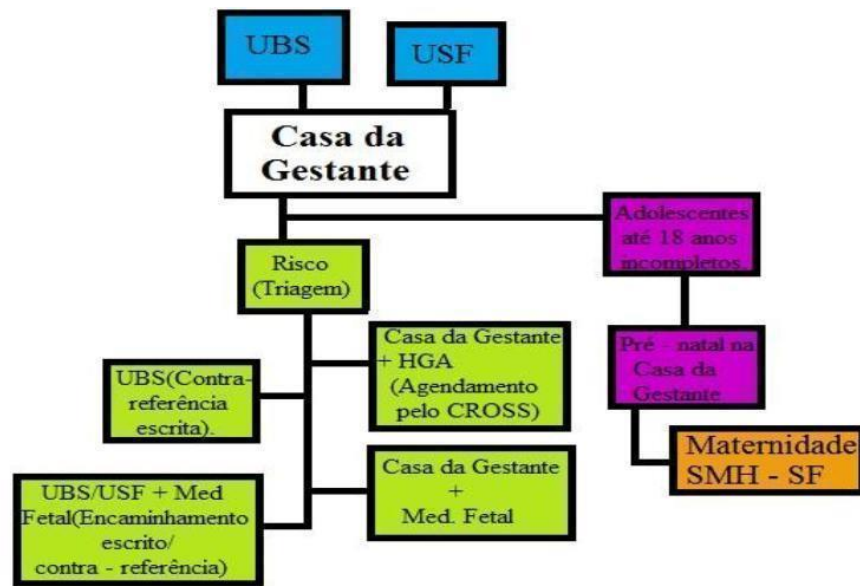 UBS
USF
Casa da
Gestante
Adolescentes
até 18 anos
incompletos.
Risco
(Triagem)
Casa da Gestante
+ HGA
(Agendamento
pelo CROSS)
Pré - natal na
Casa da
Gestante
UBS(Contra-
referência
escrita).
Maternidade
SMH - SF
UBS/USF + Med
Fetal(Encaminhamento
escrito/
contra - referência)
Casa da Gestante
+
Med. Fetal